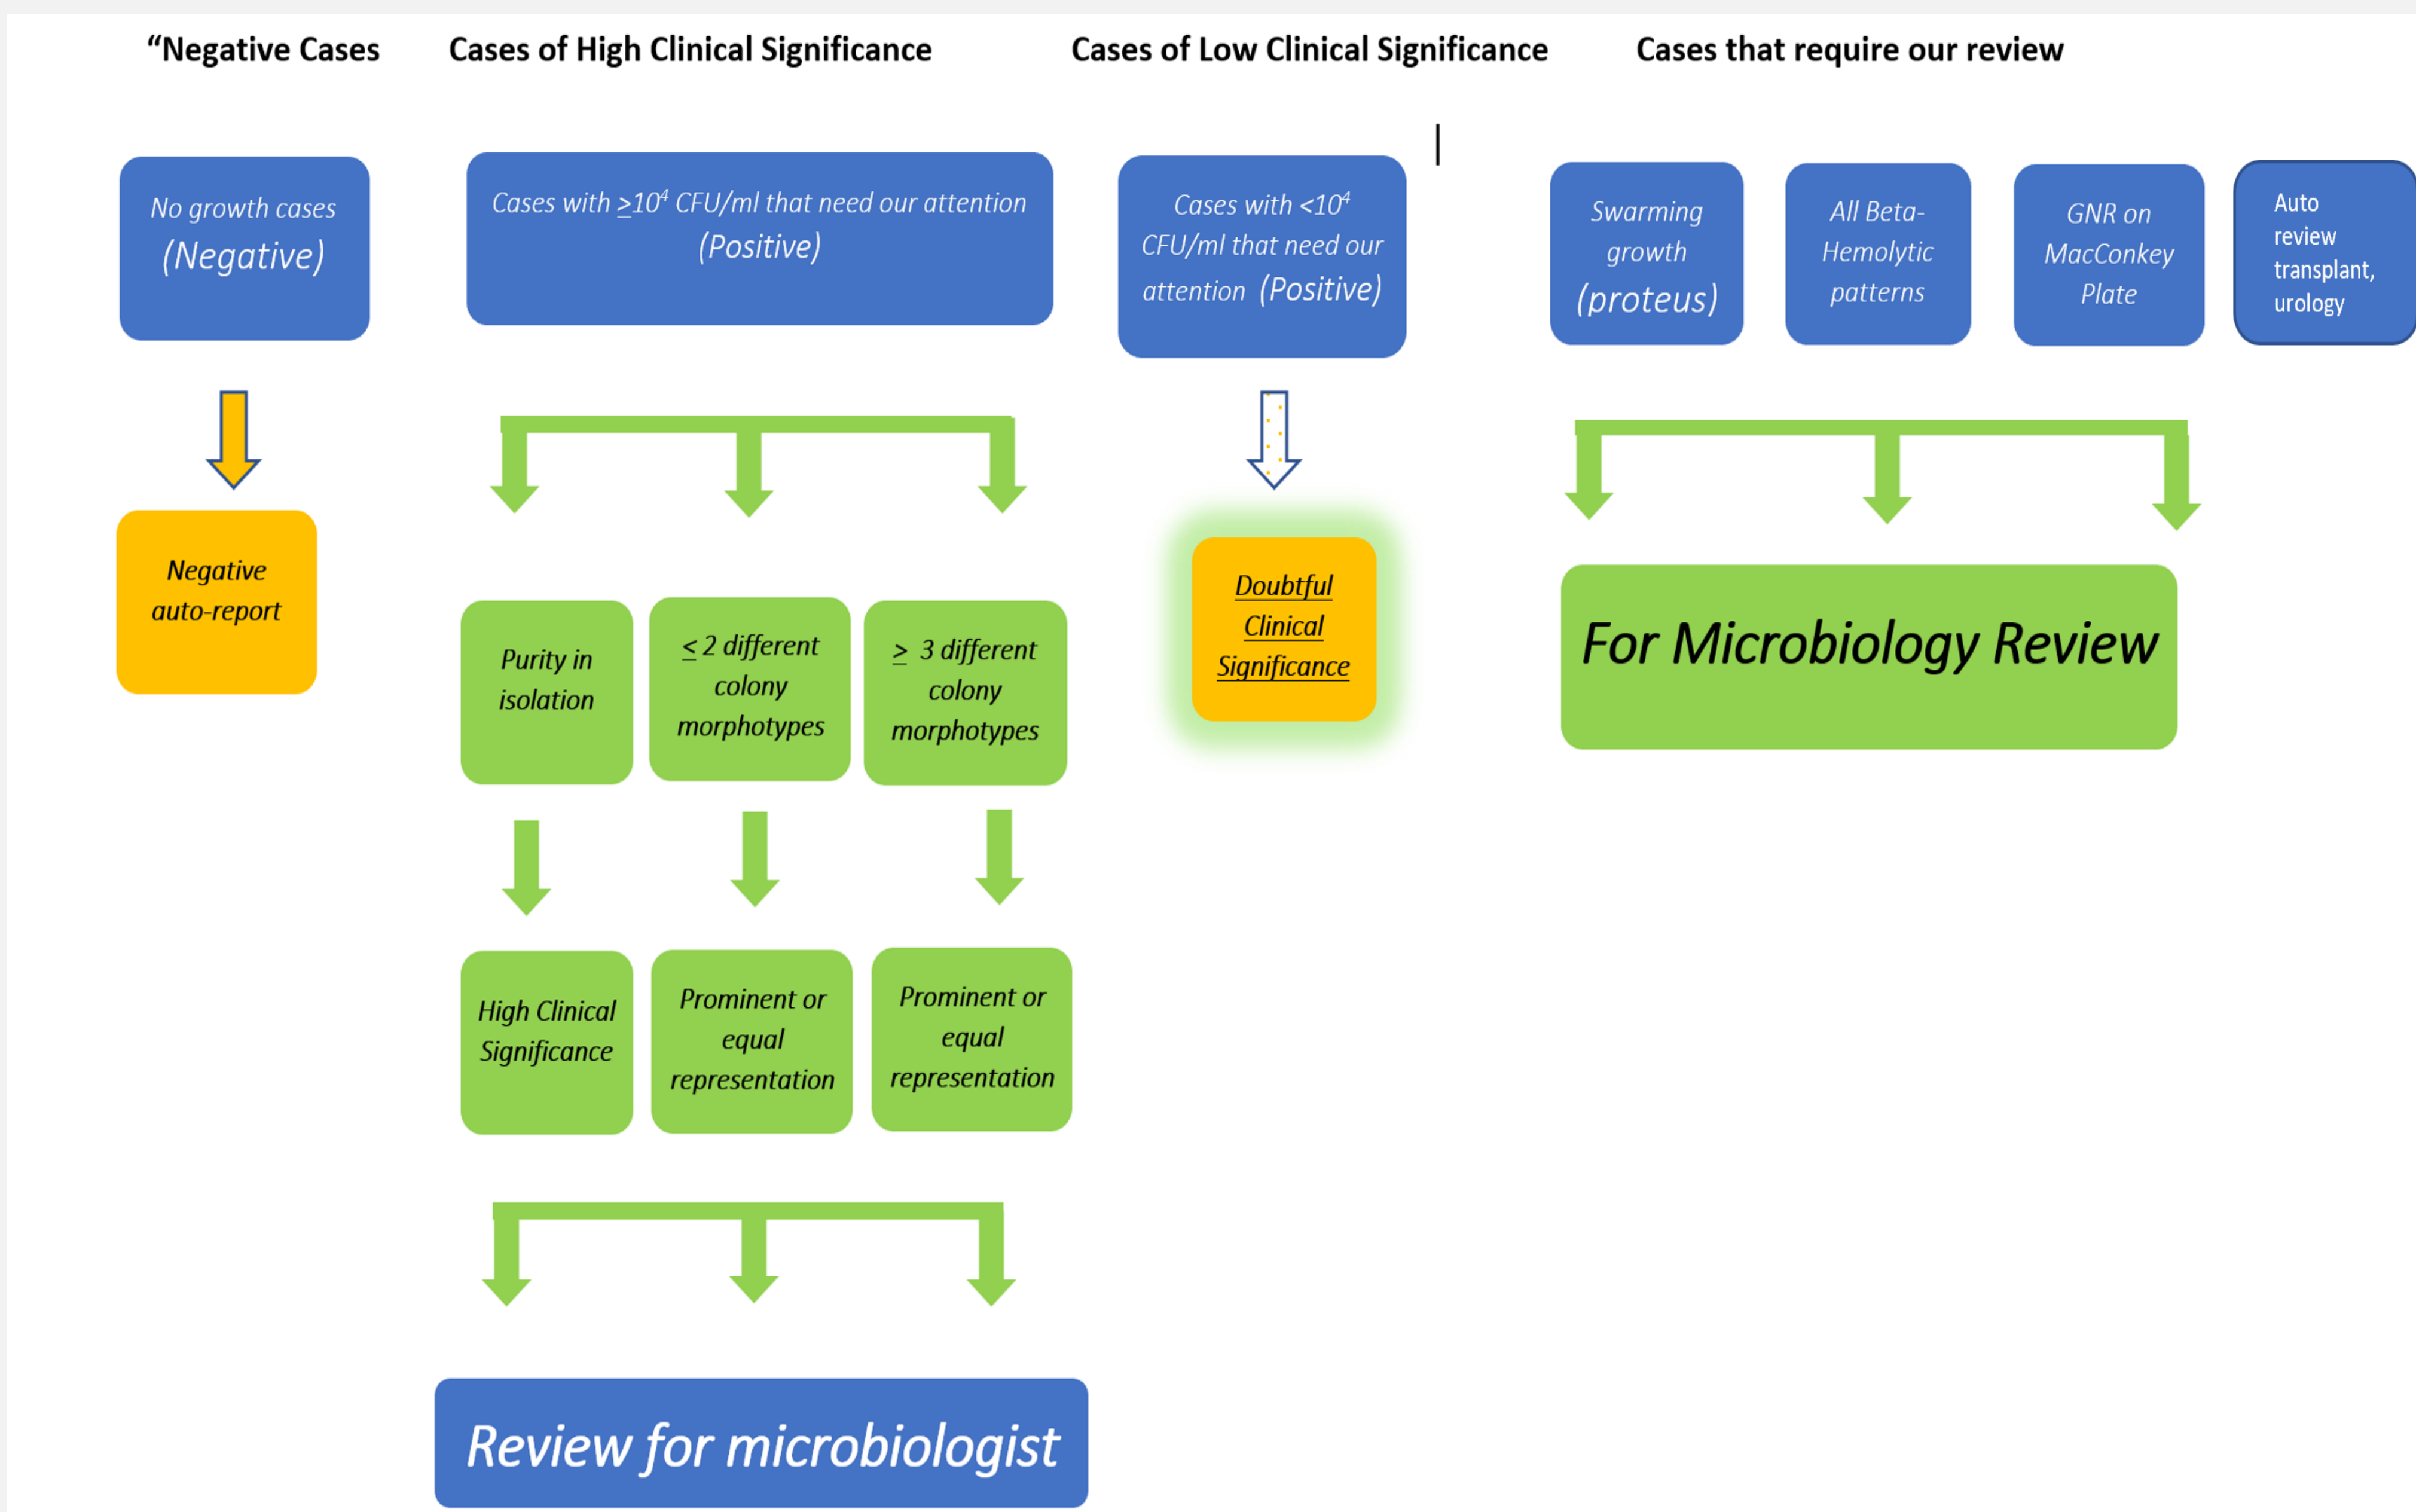 “Negative Cases
Cases of High Clinical Significance
Cases of Low Clinical Significance
Cases that require our review
No growth cases
(Negative)
Cases with ≥10⁴ CFU/ml that need our attention
(Positive)
Cases with <10⁴
CFU/ml that need our
attention (Positive)
Swarming
growth
(proteus)
All Beta-
Hemolytic
patterns
GNR on
MacConkey
Plate
Auto
review
transplant,
urology
Negative
auto-report
Purity in
isolation
≤ 2 different
colony
morphotypes
≥ 3 different
colony
morphotypes
Doubtful
Clinical
Significance
For Microbiology Review
High Clinical
Significance
Prominent or
equal
representation
Prominent or
equal
representation
Review for microbiologist